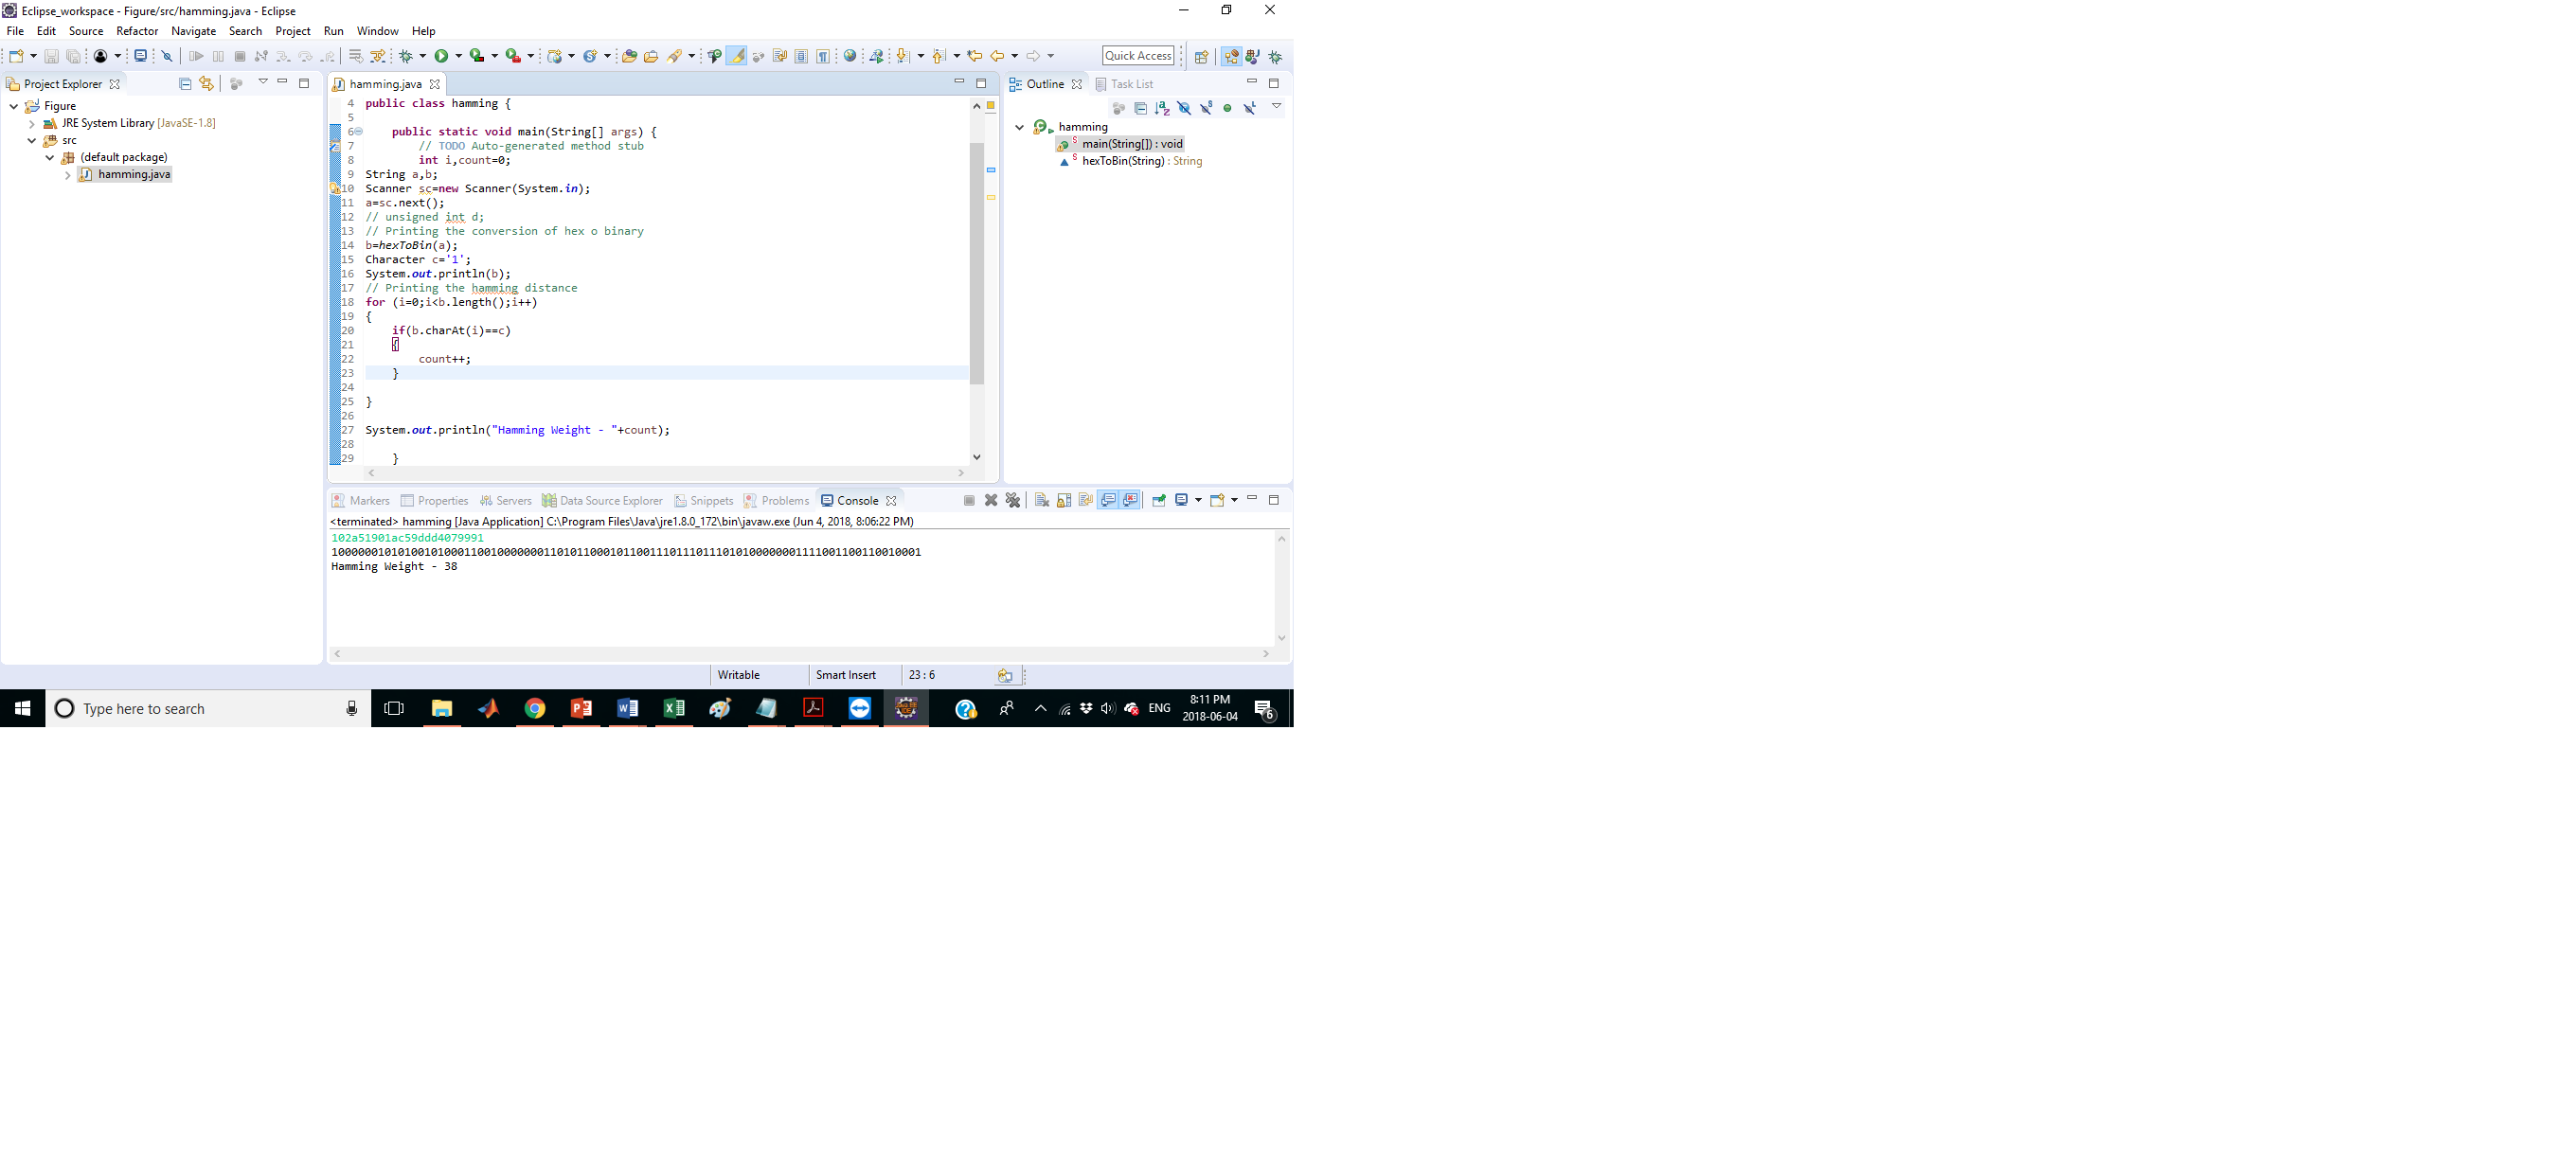 Eclipse_workspace - Figure/src/hamming.java - Eclipse
File Edit Source Refactor Navigate Search Project Run Window Help
Quick Access
Project Explorer
Figure
JRE System Library [JavaSE-1.8]
src
(default package)
hamming.java
hamming.java
4 public class hamming {
5
6 public static void main(String[] args) {
7 // TODO Auto-generated method stub
8 int i,count=0;
9 String a,b;
10 Scanner sc=new Scanner(System.in);
11 a=sc.next();
12 // unsigned int d;
13 // Printing the conversion of hex o binary
14 b=hexToBin(a);
15 Character c='1';
16 System.out.println(b);
17 // Printing the hamming distance
18 for (i=0;i<b.length();i++)
19 {
20 if(b.charAt(i)==c)
21 {
22 count++;
23 }
24
25 }
26
27 System.out.println("Hamming Weight - "+count);
28
29 }
Outline Task List
hamming
main(String[]) : void
hexToBin(String) : String
Markers Properties Servers Data Source Explorer Snippets Problems Console
<terminated> hamming [Java Application] C:\Program Files\Java\jre1.8.0_172\bin\javaw.exe (Jun 4, 2018, 8:06:22 PM)
102a51901ac59ddd4079991
10000001010100101000110010000000110101100010110011101110111010100000001111001100110010001
Hamming Weight - 38
Writable Smart Insert 23 : 6
Type here to search
ENG
8:11 PM
2018-06-04
6